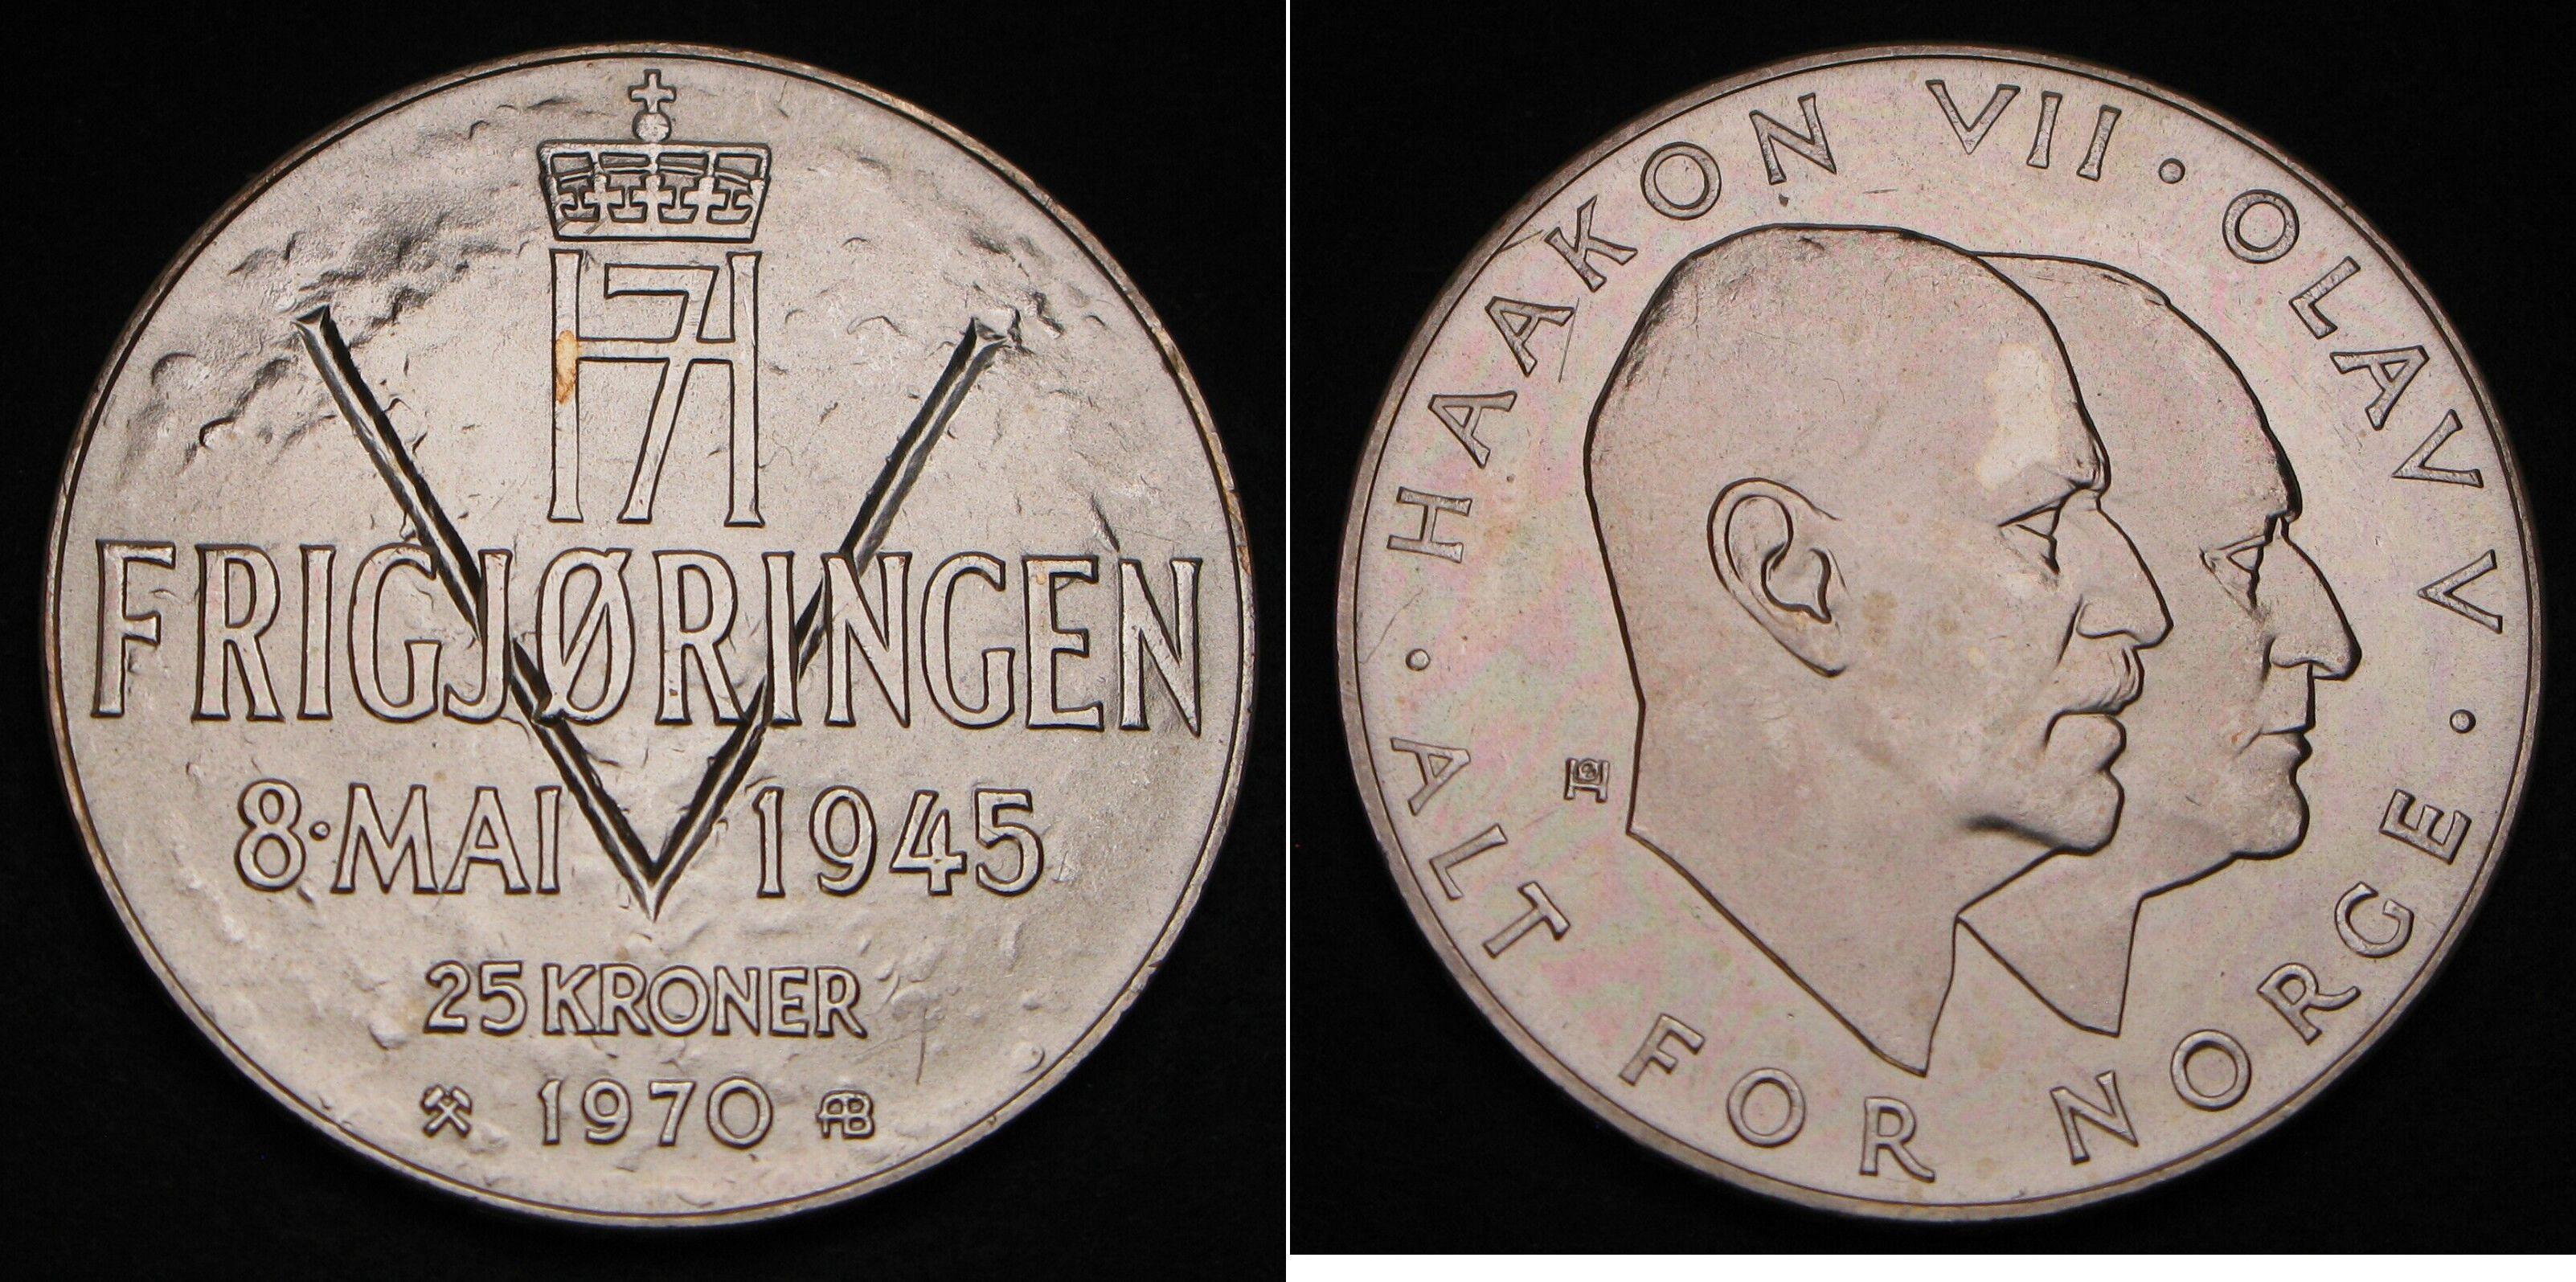 H7
FRIGJØRINGEN
8·MAI 1945
25 KRONER
1970 AB
HAAKON VII · OLAV V ·
ALT FOR NORGE ·